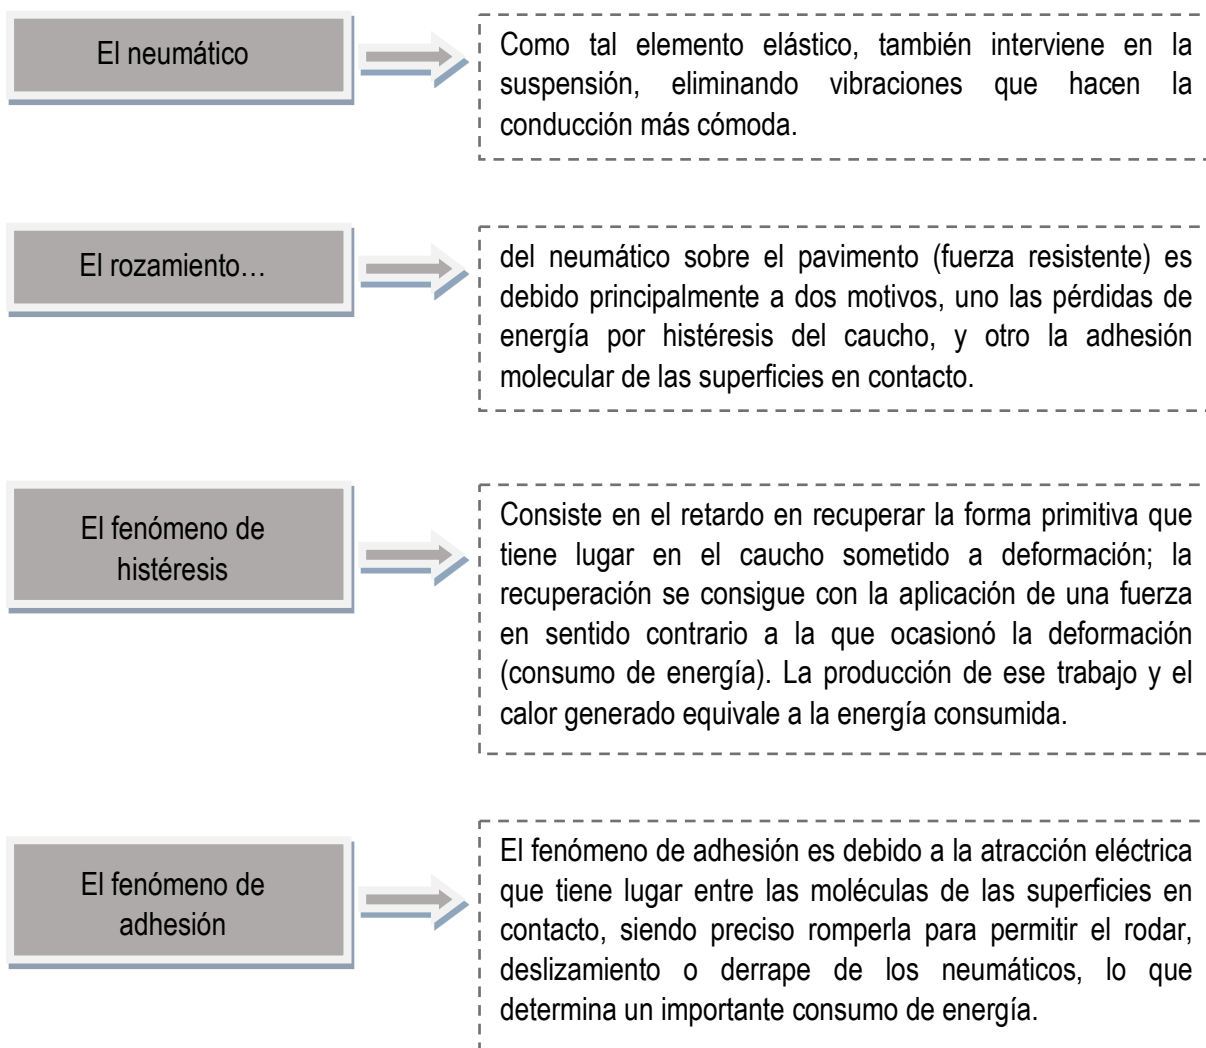 El neumático
Como tal elemento elástico, también interviene en la
suspensión, eliminando vibraciones que hacen la
conducción más cómoda.
El rozamiento…
del neumático sobre el pavimento (fuerza resistente) es
debido principalmente a dos motivos, uno las pérdidas de
energía por histéresis del caucho, y otro la adhesión
molecular de las superficies en contacto.
El fenómeno de
histéresis
Consiste en el retardo en recuperar la forma primitiva que
tiene lugar en el caucho sometido a deformación; la
recuperación se consigue con la aplicación de una fuerza
en sentido contrario a la que ocasionó la deformación
(consumo de energía). La producción de ese trabajo y el
calor generado equivale a la energía consumida.
El fenómeno de
adhesión
El fenómeno de adhesión es debido a la atracción eléctrica
que tiene lugar entre las moléculas de las superficies en
contacto, siendo preciso romperla para permitir el rodar,
deslizamiento o derrape de los neumáticos, lo que
determina un importante consumo de energía.